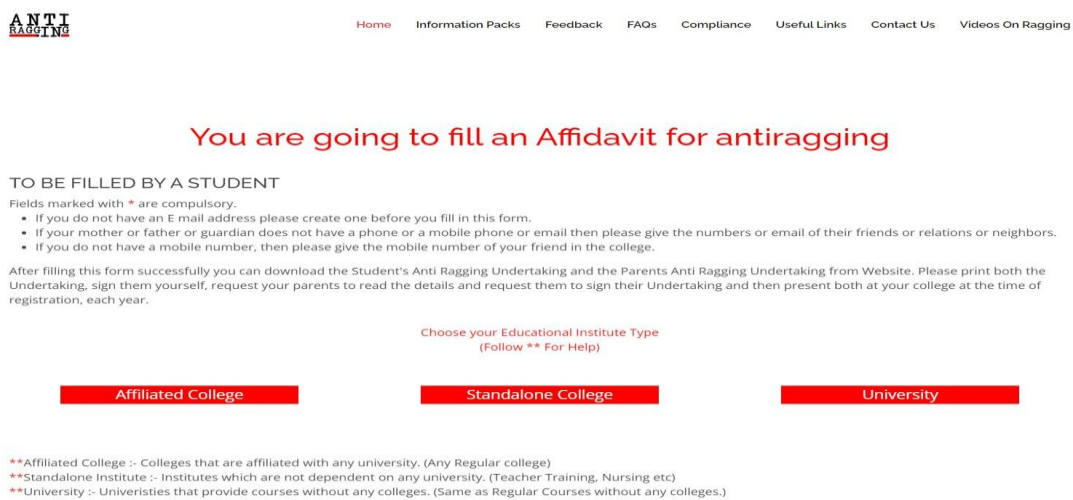 ANTI
RAGGING
Home Information Packs Feedback FAQs Compliance Useful Links Contact Us Videos On Ragging
You are going to fill an Affidavit for antiragging
TO BE FILLED BY A STUDENT
Fields marked with * are compulsory.
• If you do not have an E mail address please create one before you fill in this form.
• If your mother or father or guardian does not have a phone or a mobile phone or email then please give the numbers or email of their friends or relations or neighbors.
• If you do not have a mobile number, then please give the mobile number of your friend in the college.
After filling this form successfully you can download the Student's Anti Ragging Undertaking and the Parents Anti Ragging Undertaking from Website. Please print both the
Undertaking, sign them yourself, request your parents to read the details and request them to sign their Undertaking and then present both at your college at the time of
registration, each year.
Choose your Educational Institute Type
(Follow ** For Help)
Affiliated College Standalone College University
**Affiliated College :- Colleges that are affiliated with any university. (Any Regular college)
**Standalone Institute :- Institutes which are not dependent on any university. (Teacher Training, Nursing etc)
**University :- Univeristies that provide courses without any colleges. (Same as Regular Courses without any colleges.)